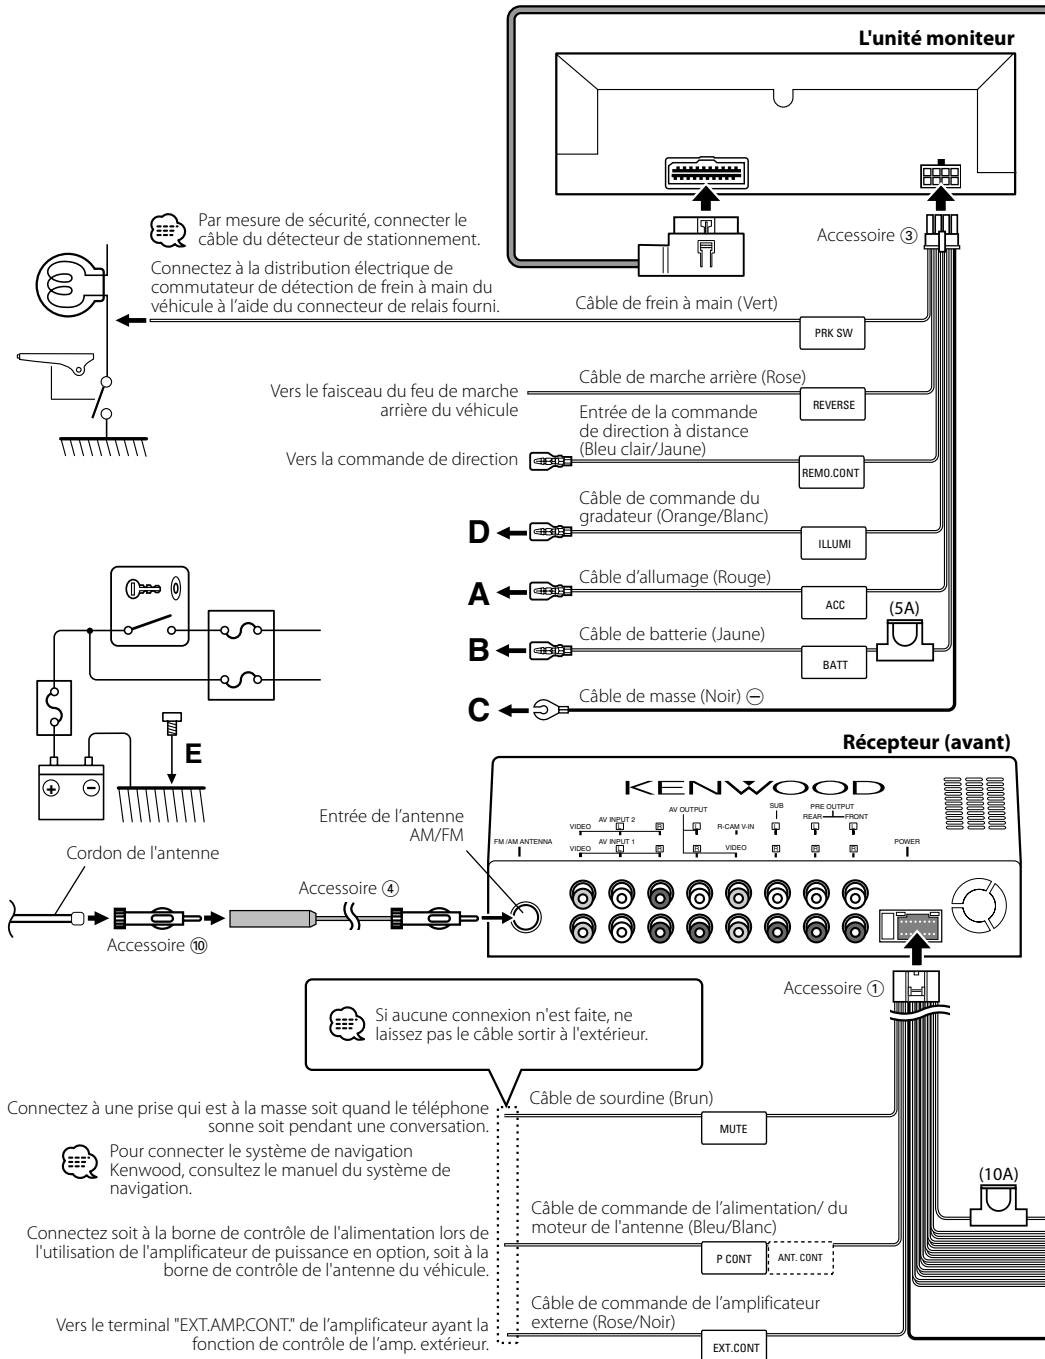 L'unité moniteur
Par mesure de sécurité, connecter le
câble du détecteur de stationnement.
Accessoire ③
Connectez à la distribution électrique de
commutateur de détection de frein à main du
véhicule à l'aide du connecteur de relais fourni.
Câble de frein à main (Vert)
PRK SW
Câble de marche arrière (Rose)
Vers le faisceau du feu de marche
arrière du véhicule
REVERSE
Entrée de la commande
de direction à distance
(Bleu clair/Jaune)
Vers la commande de direction
REMO.CONT
Câble de commande du
gradateur (Orange/Blanc)
D
ILLUMI
Câble d'allumage (Rouge)
A
ACC
(5A)
Câble de batterie (Jaune)
B
BATT
Câble de masse (Noir) ⊖
C
E
⊕ ⊖
Récepteur (avant)
KENWOOD
Entrée de l'antenne
AM/FM
FM /AM ANTENNA
VIDEO AV INPUT 2 L R
AV OUTPUT L
R-CAM V-IN
SUB L
PRE OUTPUT
REAR FRONT
L L
VIDEO AV INPUT 1 L R
R VIDEO
R R R
POWER
Cordon de l'antenne
Accessoire ④
Accessoire ⑩
Accessoire ①
Si aucune connexion n'est faite, ne
laissez pas le câble sortir à l'extérieur.
Connectez à une prise qui est à la masse soit quand le téléphone
sonne soit pendant une conversation.
Câble de sourdine (Brun)
MUTE
Pour connecter le système de navigation
Kenwood, consultez le manuel du système de
navigation.
(10A)
Câble de commande de l'alimentation/ du
moteur de l'antenne (Bleu/Blanc)
Connectez soit à la borne de contrôle de l'alimentation lors de
l'utilisation de l'amplificateur de puissance en option, soit à la
borne de contrôle de l'antenne du véhicule.
P CONT
ANT. CONT
Câble de commande de l'amplificateur
externe (Rose/Noir)
Vers le terminal "EXT.AMP.CONT." de l'amplificateur ayant la
fonction de contrôle de l'amp. extérieur.
EXT.CONT